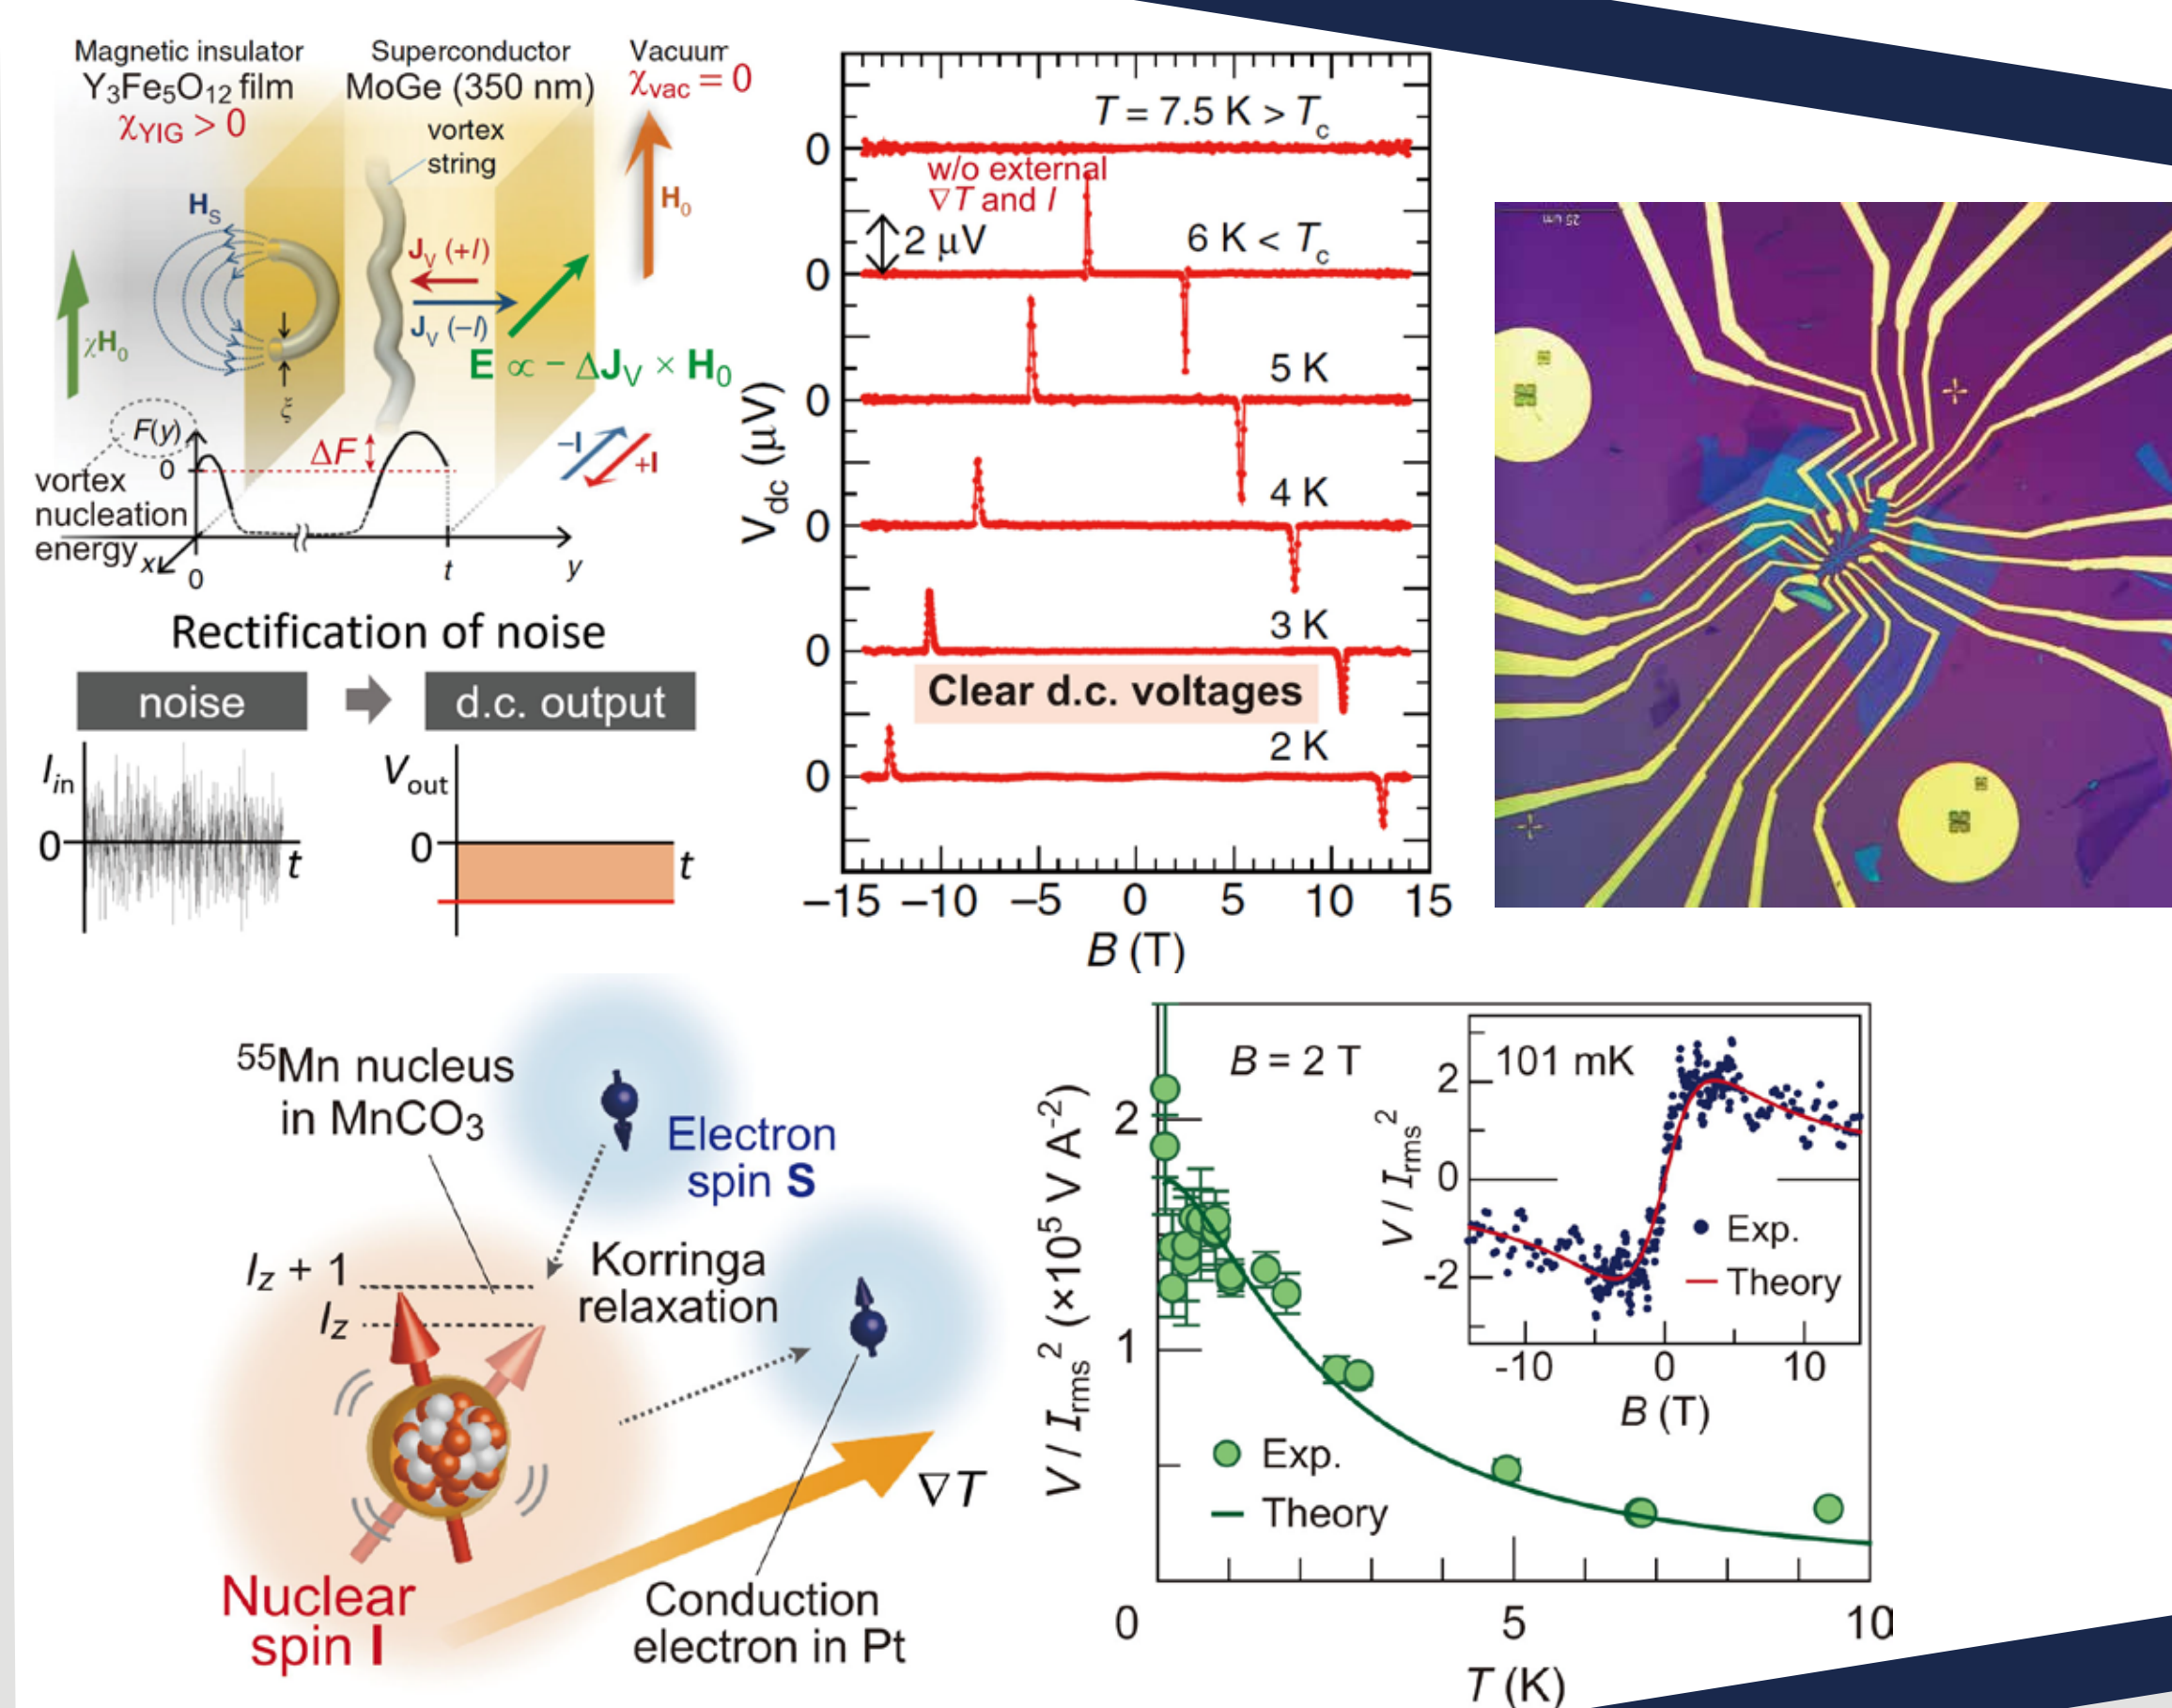 Magnetic insulator
Y3Fe5O12 film
χYIG > 0
Superconductor
MoGe (350 nm)
Vacuum
χvac = 0
vortex
string
HS
H0
JV (+I)
JV (–I)
χH0
E ∝ – ΔJV × H0
ξ
F(y)
0
ΔF
–I
+I
vortex
nucleation
energy
x
0
t
y
Rectification of noise
noise
d.c. output
Iin
0
t
Vout
0
t
T = 7.5 K > Tc
0
w/o external
∇T and I
2 μV
6 K < Tc
0
5 K
0
4 K
0
3 K
0
Clear d.c. voltages
2 K
0
Vdc (μV)
–15 –10 –5 0 5 10 15
B (T)
25 um
55Mn nucleus
in MnCO3
Electron
spin S
Iz + 1
Iz
Korringa
relaxation
∇T
Nuclear
spin I
Conduction
electron in Pt
B = 2 T
V / Irms2 (×105 V A-2)
2
1
Exp.
Theory
0 5 10
T (K)
101 mK
V / Irms2
2
0
-2
Exp.
Theory
-10 0 10
B (T)